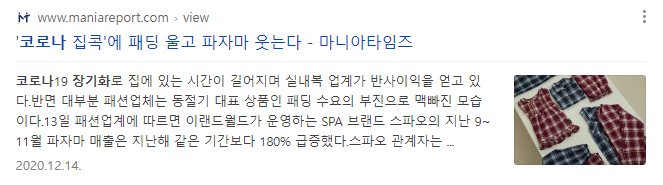 www.maniareport.com › view
'코로나 집콕'에 패딩 울고 파자마 웃는다 - 마니아타임즈
코로나19 장기화로 집에 있는 시간이 길어지며 실내복 업계가 반사이익을 얻고 있
다.반면 대부분 패션업체는 동절기 대표 상품인 패딩 수요의 부진으로 맥빠진 모습
이다.13일 패션업계에 따르면 이랜드월드가 운영하는 SPA 브랜드 스파오의 지난 9~
11월 파자마 매출은 지난해 같은 기간보다 180% 급증했다.스파오 관계자는 ...
2020.12.14.